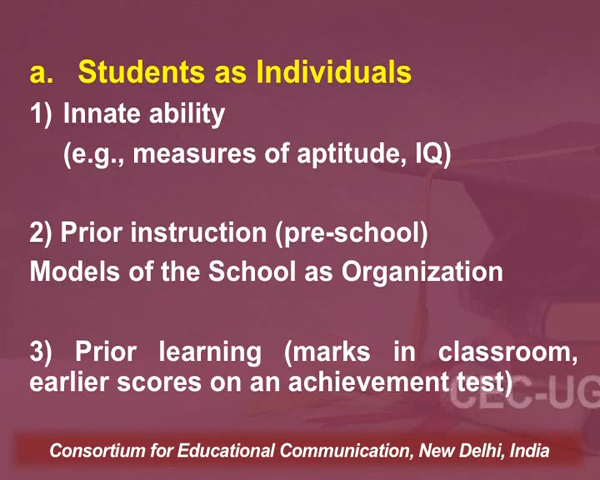 a. Students as Individuals
1) Innate ability
(e.g., measures of aptitude, IQ)
2) Prior instruction (pre-school)
Models of the School as Organization
3) Prior learning (marks in classroom,
earlier scores on an achievement test)
CEC-UG
Consortium for Educational Communication, New Delhi, India